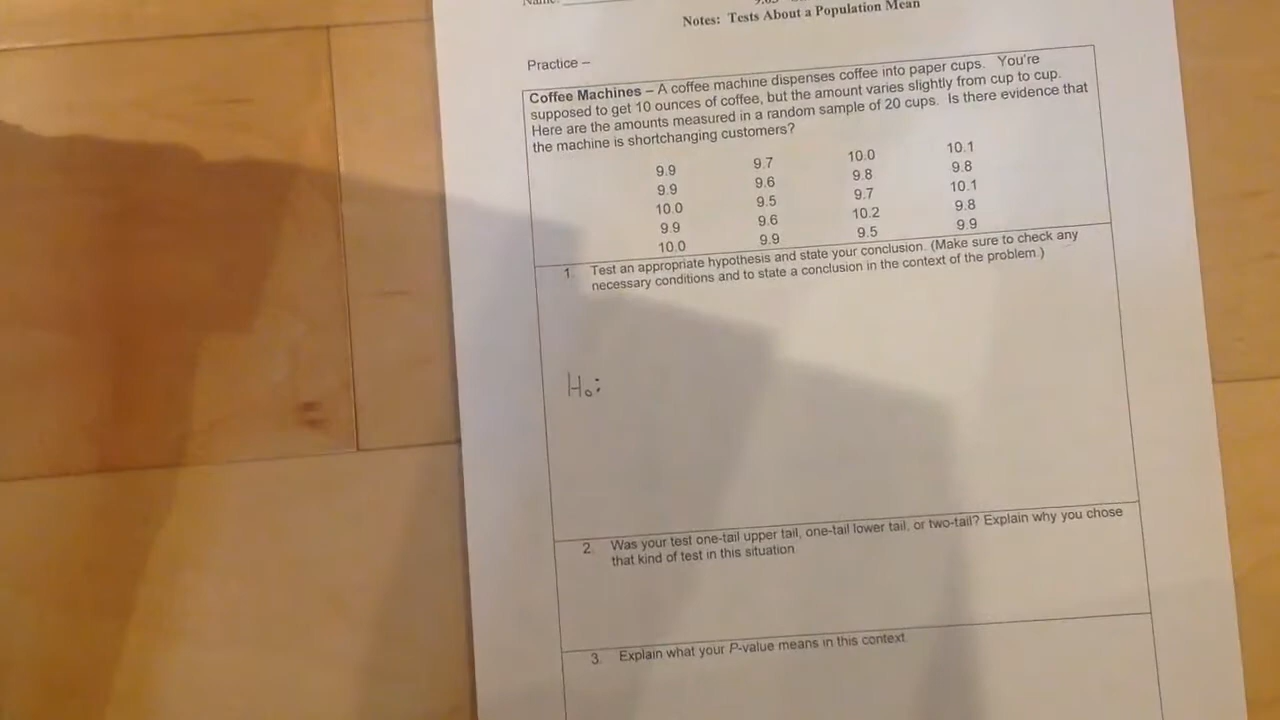 Name:
Notes: Tests About a Population Mean
Practice –
Coffee Machines – A coffee machine dispenses coffee into paper cups. You're
supposed to get 10 ounces of coffee, but the amount varies slightly from cup to cup.
Here are the amounts measured in a random sample of 20 cups. Is there evidence that
the machine is shortchanging customers?
9.9 9.7 10.0 10.1
9.9 9.6 9.8 9.8
10.0 9.5 9.7 10.1
9.9 9.6 10.2 9.8
10.0 9.9 9.5 9.9
1. Test an appropriate hypothesis and state your conclusion. (Make sure to check any
necessary conditions and to state a conclusion in the context of the problem.)
H₀:
2. Was your test one-tail upper tail, one-tail lower tail, or two-tail? Explain why you chose
that kind of test in this situation.
3. Explain what your P-value means in this context.